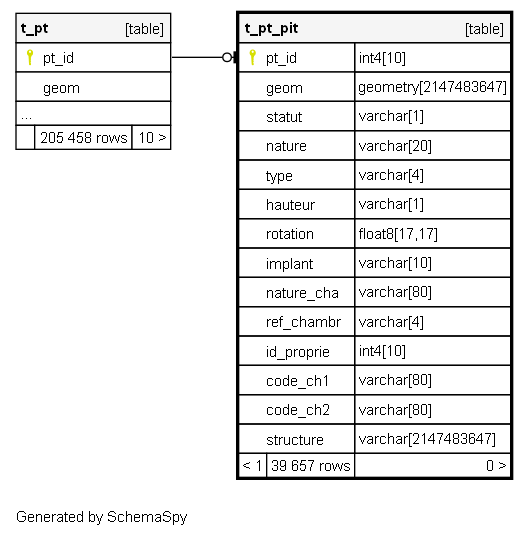 t_pt [table]
pt_id
geom
...
205 458 rows 10 >
t_pt_pit [table]
pt_id int4[10]
geom geometry[2147483647]
statut varchar[1]
nature varchar[20]
type varchar[4]
hauteur varchar[1]
rotation float8[17,17]
implant varchar[10]
nature_cha varchar[80]
ref_chambr varchar[4]
id_proprie int4[10]
code_ch1 varchar[80]
code_ch2 varchar[80]
structure varchar[2147483647]
< 1 39 657 rows 0 >
Generated by SchemaSpy